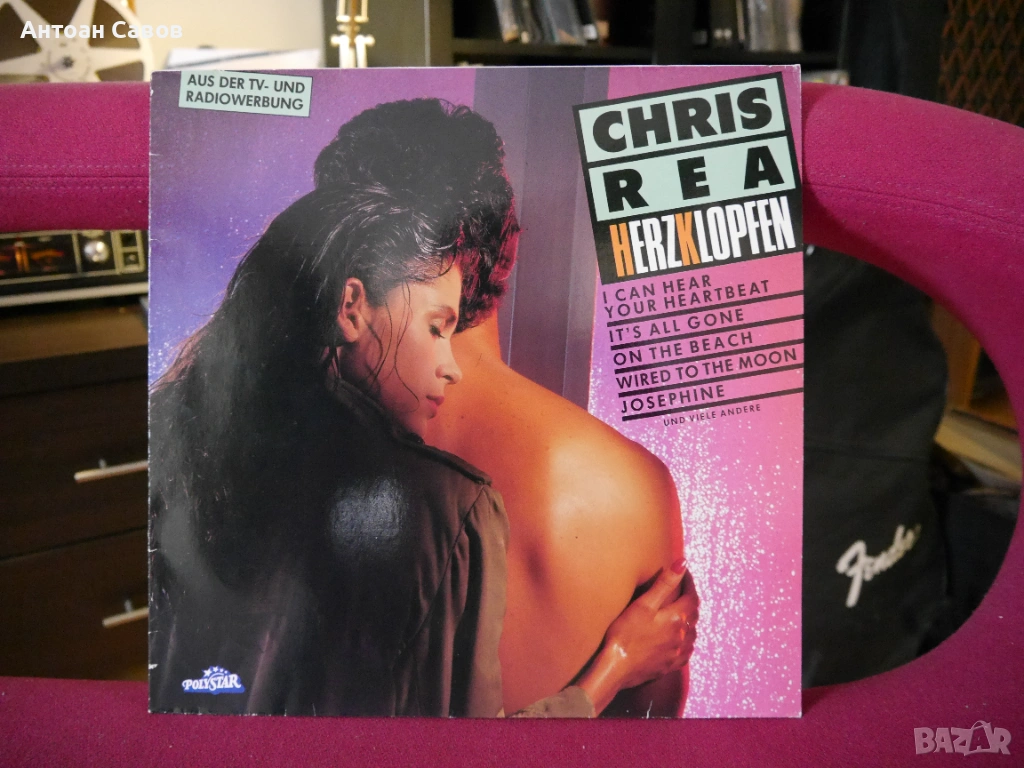 Антоан Савов
AUS DER TV- UND
RADIOWERBUNG
CHRIS
REA
HERZKLOPFEN
I CAN HEAR
YOUR HEARTBEAT
IT'S ALL GONE
ON THE BEACH
WIRED TO THE MOON
JOSEPHINE
UND VIELE ANDERE
Fender
POLYSTAR
BAZAR